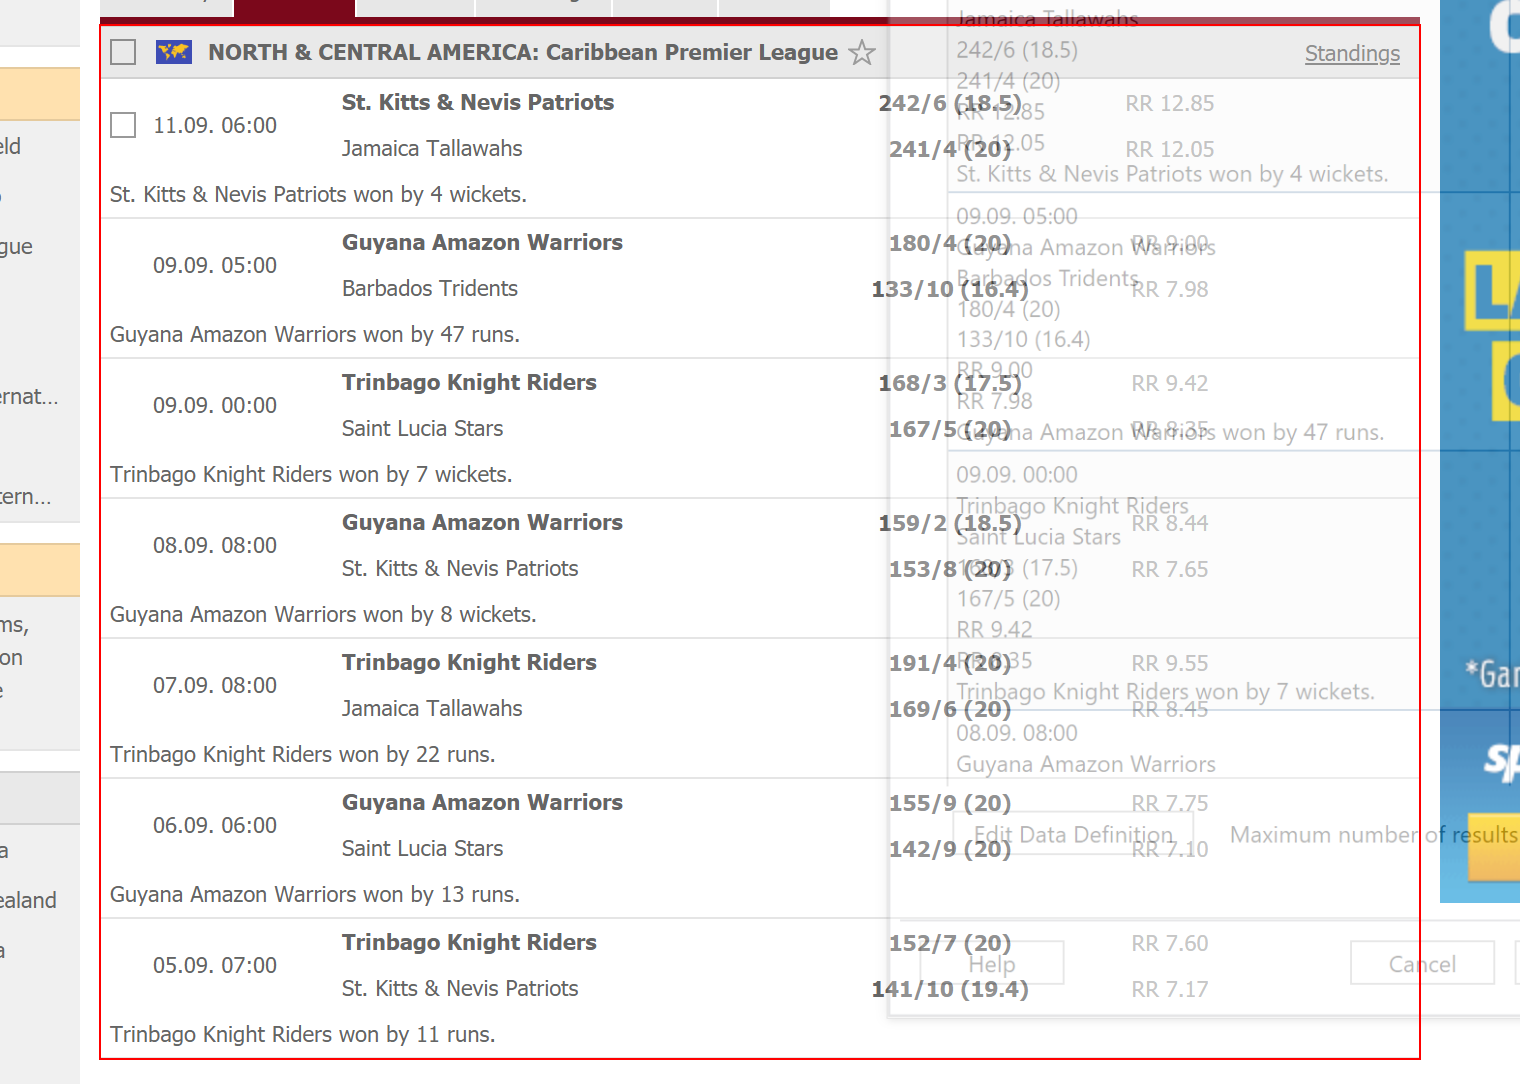 NORTH & CENTRAL AMERICA: Caribbean Premier League
Standings
11.09. 06:00
St. Kitts & Nevis Patriots 242/6 (18.5) RR 12.85
Jamaica Tallawahs 241/4 (20) RR 12.05
St. Kitts & Nevis Patriots won by 4 wickets.
09.09. 05:00
Guyana Amazon Warriors 180/4 (20) RR 9.00
Barbados Tridents 133/10 (16.4) RR 7.98
Guyana Amazon Warriors won by 47 runs.
09.09. 00:00
Trinbago Knight Riders 168/3 (17.5) RR 9.42
Saint Lucia Stars 167/5 (20) RR 8.35
Trinbago Knight Riders won by 7 wickets.
08.09. 08:00
Guyana Amazon Warriors 159/2 (18.5) RR 8.44
St. Kitts & Nevis Patriots 153/8 (20) RR 7.65
Guyana Amazon Warriors won by 8 wickets.
07.09. 08:00
Trinbago Knight Riders 191/4 (20) RR 9.55
Jamaica Tallawahs 169/6 (20) RR 8.45
Trinbago Knight Riders won by 22 runs.
06.09. 06:00
Guyana Amazon Warriors 155/9 (20) RR 7.75
Saint Lucia Stars 142/9 (20) RR 7.10
Guyana Amazon Warriors won by 13 runs.
05.09. 07:00
Trinbago Knight Riders 152/7 (20) RR 7.60
St. Kitts & Nevis Patriots 141/10 (19.4) RR 7.17
Trinbago Knight Riders won by 11 runs.
Jamaica Tallawahs
242/6 (18.5)
241/4 (20)
RR 12.85
RR 12.05
St. Kitts & Nevis Patriots won by 4 wickets.
09.09. 05:00
Guyana Amazon Warriors
Barbados Tridents
180/4 (20)
133/10 (16.4)
RR 9.00
RR 7.98
Guyana Amazon Warriors won by 47 runs.
09.09. 00:00
Trinbago Knight Riders
Saint Lucia Stars
168/3 (17.5)
167/5 (20)
RR 9.42
RR 8.35
Trinbago Knight Riders won by 7 wickets.
08.09. 08:00
Guyana Amazon Warriors
Edit Data Definition
Maximum number of results
Help
Cancel
eld
gue
ernat...
tern...
ms,
on
e
a
ealand
a
*Gar
sp